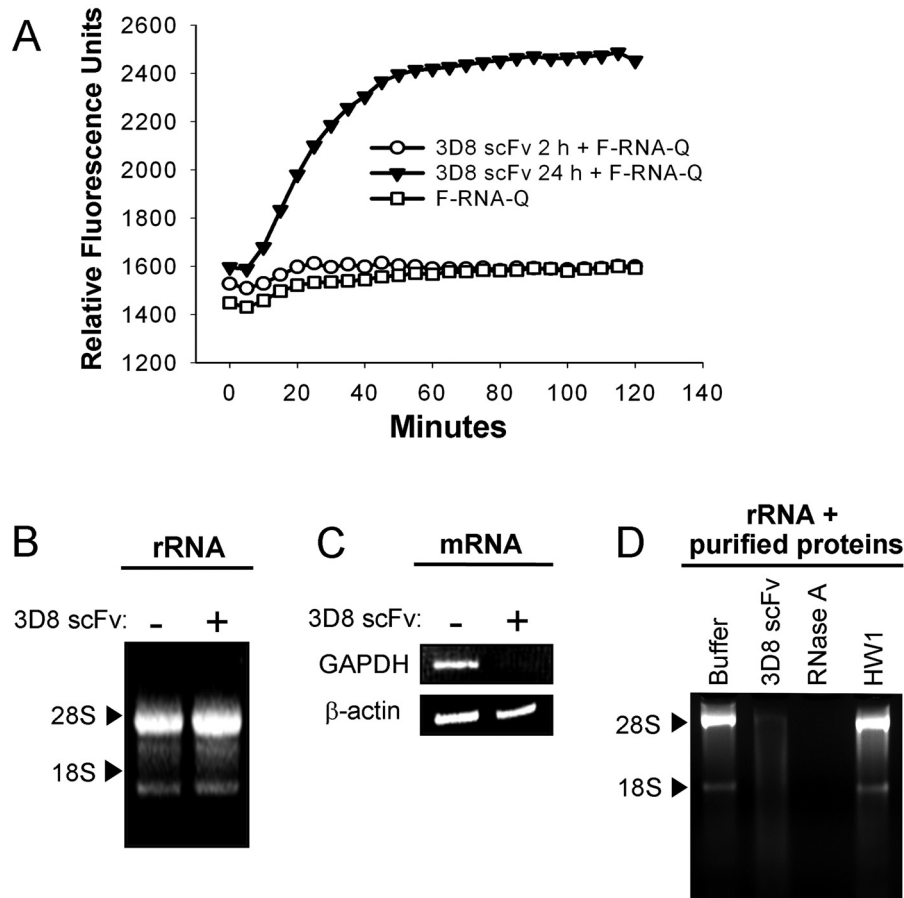 A
Relative Fluorescence Units
2600
2400
2200
2000
1800
1600
1400
1200
3D8 scFv 2 h + F-RNA-Q
3D8 scFv 24 h + F-RNA-Q
F-RNA-Q
0 20 40 60 80 100 120 140
Minutes
B
rRNA
3D8 scFv: - +
28S
18S
C
mRNA
3D8 scFv: - +
GAPDH
β-actin
D
rRNA +
purified proteins
Buffer
3D8 scFv
RNase A
HW1
28S
18S